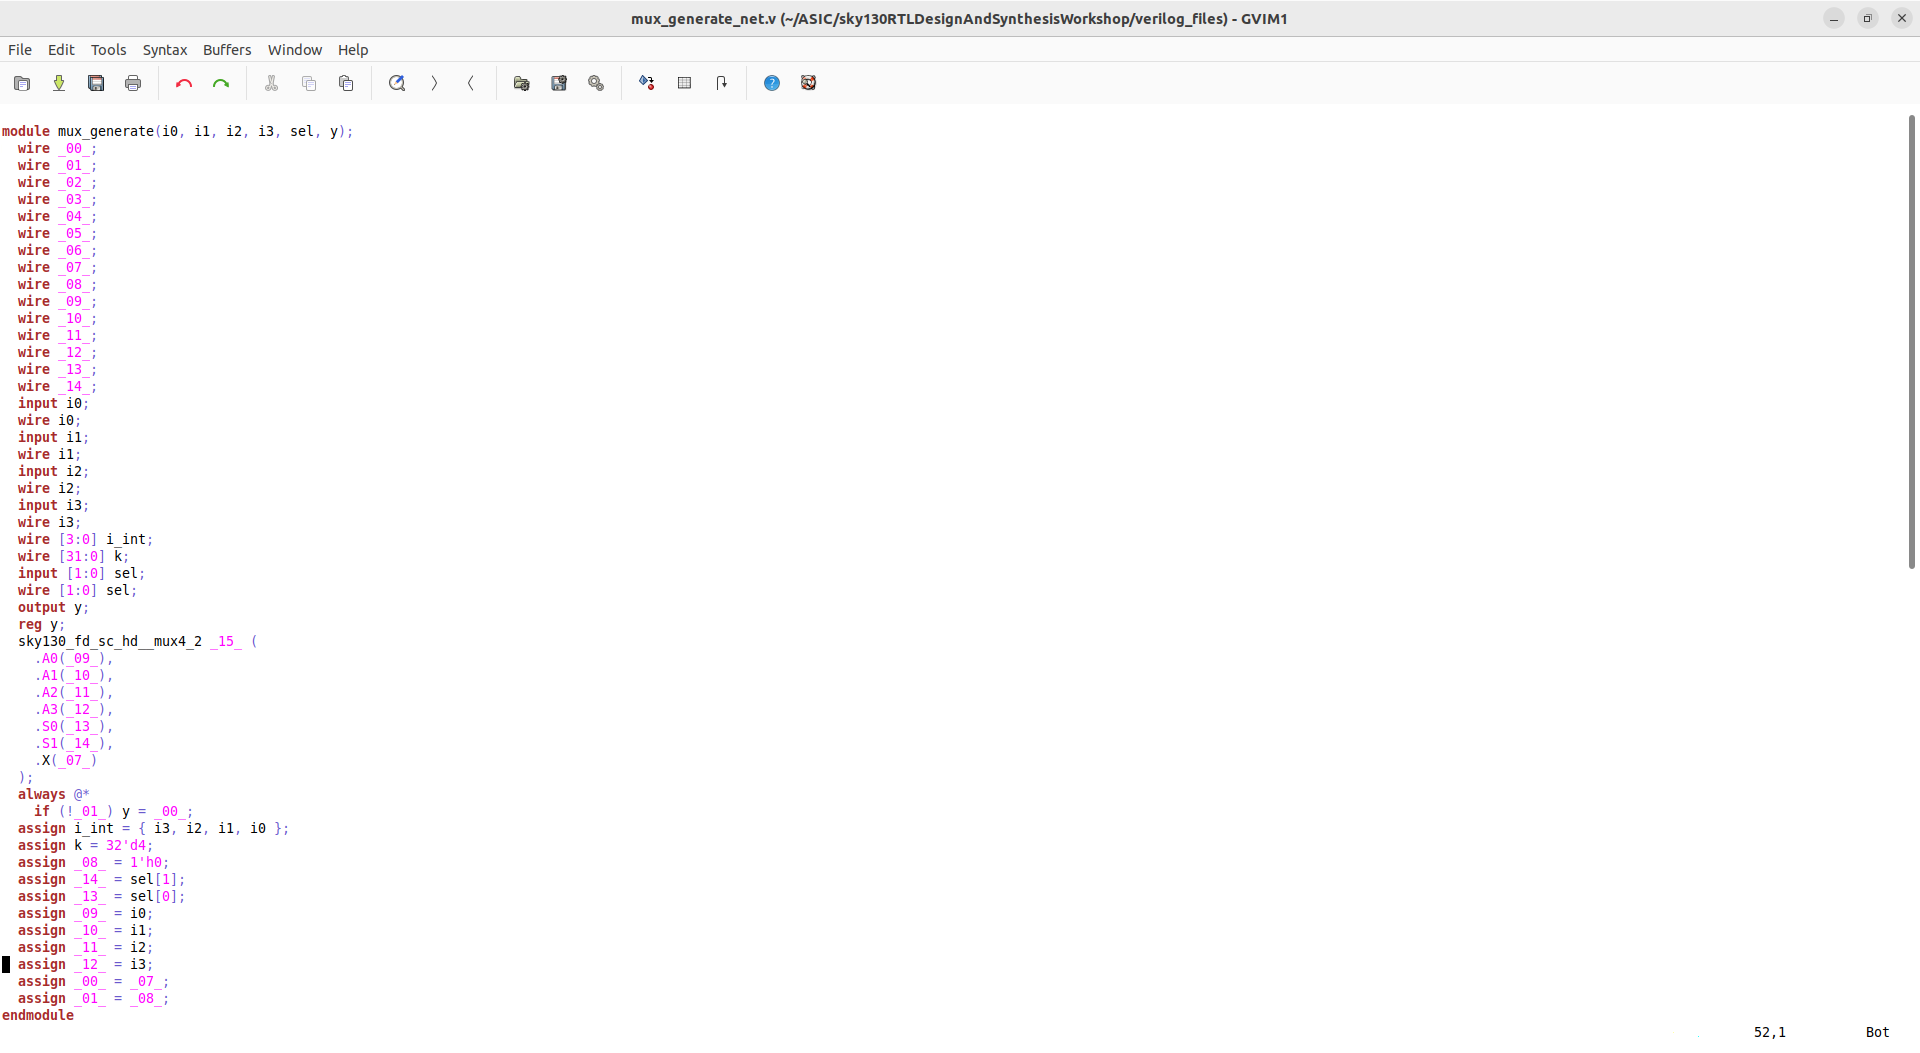 mux_generate_net.v (~/ASIC/sky130RTLDesignAndSynthesisWorkshop/verilog_files) - GVIM1
File Edit Tools Syntax Buffers Window Help
module mux_generate(i0, i1, i2, i3, sel, y);
  wire _00_;
  wire _01_;
  wire _02_;
  wire _03_;
  wire _04_;
  wire _05_;
  wire _06_;
  wire _07_;
  wire _08_;
  wire _09_;
  wire _10_;
  wire _11_;
  wire _12_;
  wire _13_;
  wire _14_;
  input i0;
  wire i0;
  input i1;
  wire i1;
  input i2;
  wire i2;
  input i3;
  wire i3;
  wire [3:0] i_int;
  wire [31:0] k;
  input [1:0] sel;
  wire [1:0] sel;
  output y;
  reg y;
  sky130_fd_sc_hd__mux4_2 _15_ (
    .A0(_09_),
    .A1(_10_),
    .A2(_11_),
    .A3(_12_),
    .S0(_13_),
    .S1(_14_),
    .X(_07_)
  );
  always @*
    if (!_01_) y = _00_;
  assign i_int = { i3, i2, i1, i0 };
  assign k = 32'd4;
  assign _08_ = 1'h0;
  assign _14_ = sel[1];
  assign _13_ = sel[0];
  assign _09_ = i0;
  assign _10_ = i1;
  assign _11_ = i2;
  assign _12_ = i3;
  assign _00_ = _07_;
  assign _01_ = _08_;
endmodule
52,1 Bot